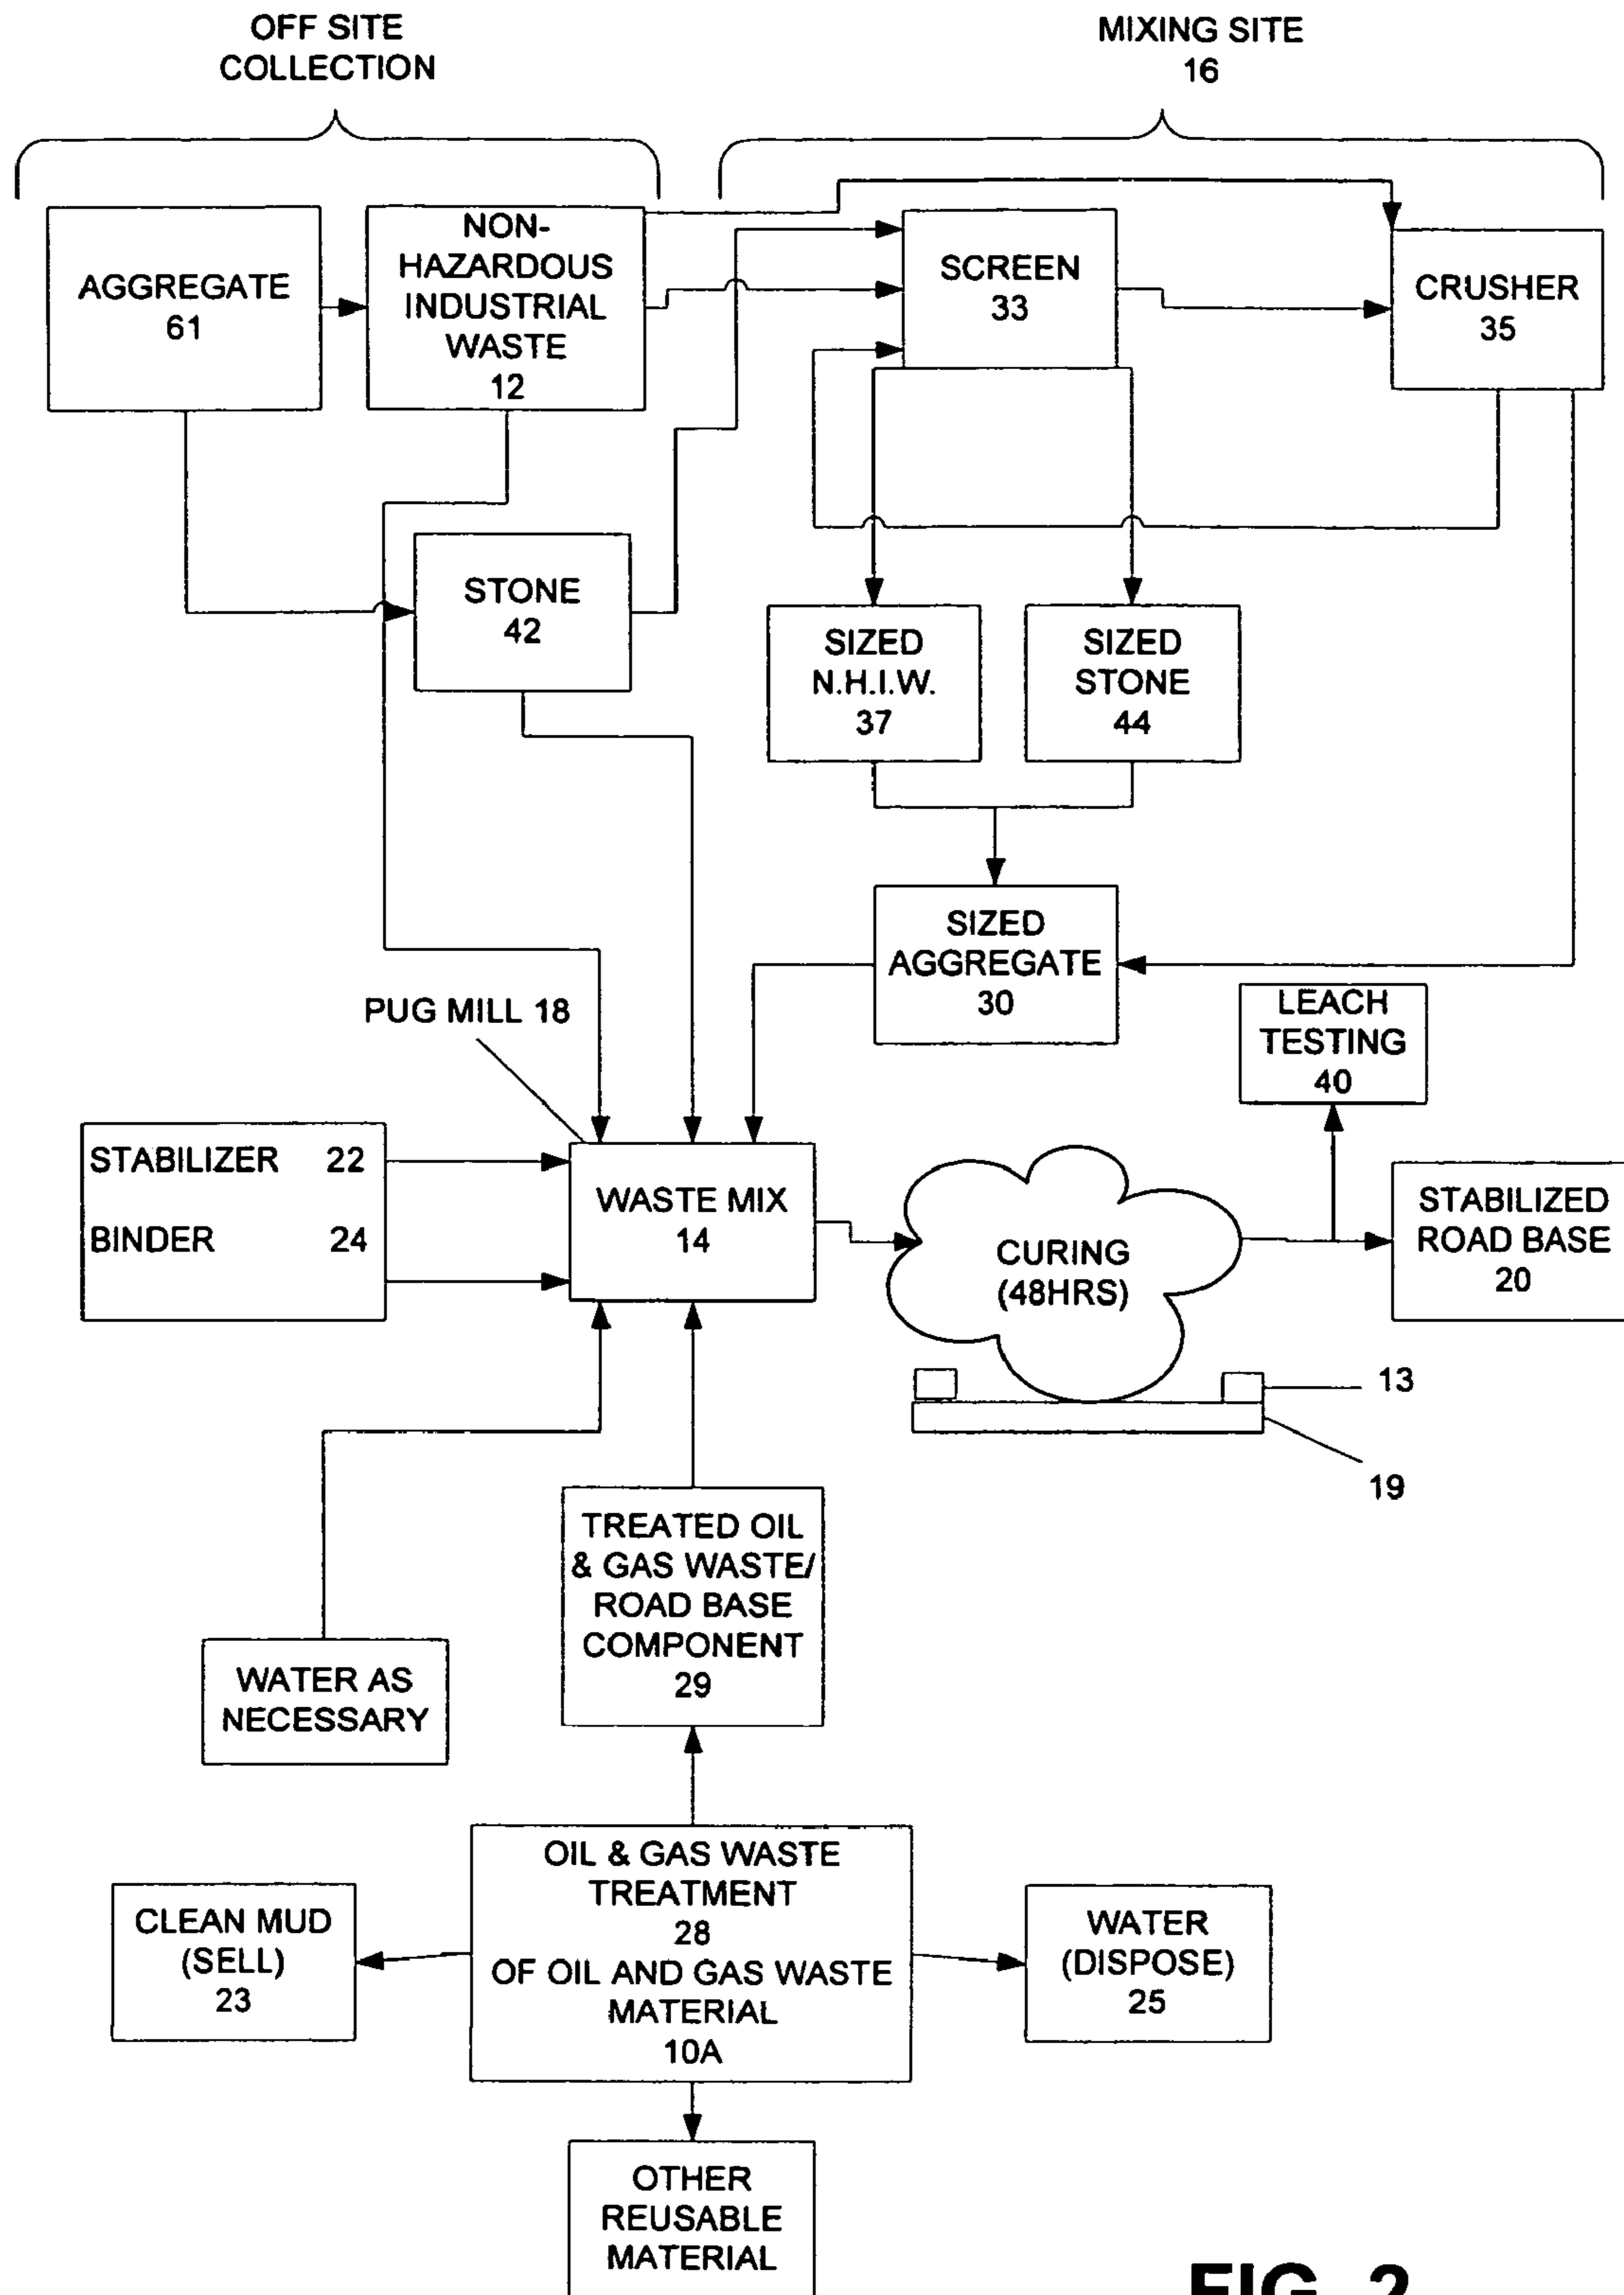 OFF SITE
COLLECTION
MIXING SITE
16
AGGREGATE
61
NON-
HAZARDOUS
INDUSTRIAL
WASTE
12
SCREEN
33
CRUSHER
35
STONE
42
SIZED
N.H.I.W.
37
SIZED
STONE
44
SIZED
AGGREGATE
30
PUG MILL 18
LEACH
TESTING
40
STABILIZER 22
BINDER 24
WASTE MIX
14
CURING
(48HRS)
STABILIZED
ROAD BASE
20
13
19
TREATED OIL
& GAS WASTE/
ROAD BASE
COMPONENT
29
WATER AS
NECESSARY
OIL & GAS WASTE
TREATMENT
28
OF OIL AND GAS WASTE
MATERIAL
10A
CLEAN MUD
(SELL)
23
WATER
(DISPOSE)
25
OTHER
REUSABLE
MATERIAL
FIG. 2